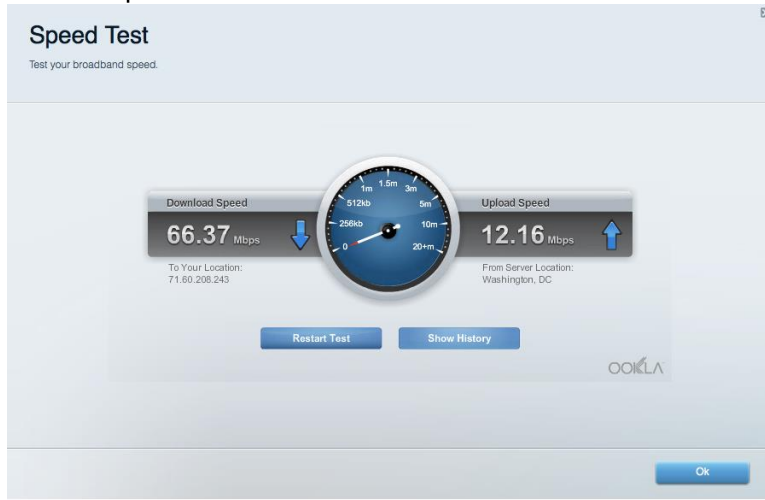 Speed Test
Test your broadband speed.
Download Speed
66.37 Mbps
To Your Location:
71.60.208.243
0
256kb
512kb
1m
1.5m
3m
5m
10m
20+m
Upload Speed
12.16 Mbps
From Server Location:
Washington, DC
Restart Test
Show History
OOKLA
Ok